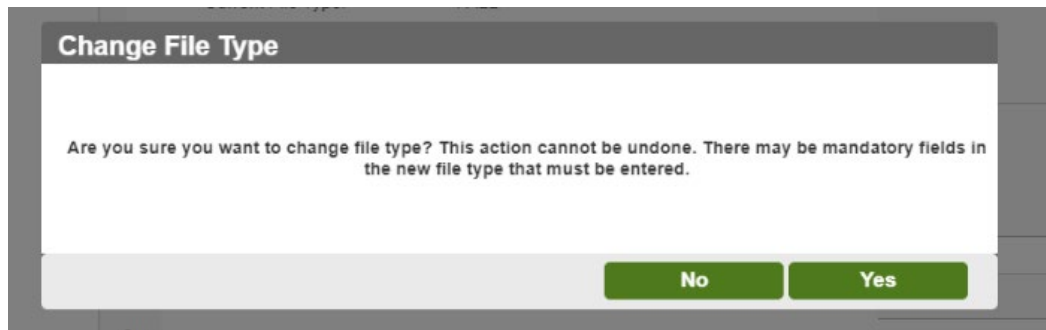 Change File Type
Are you sure you want to change file type? This action cannot be undone. There may be mandatory fields in
the new file type that must be entered.
No
Yes